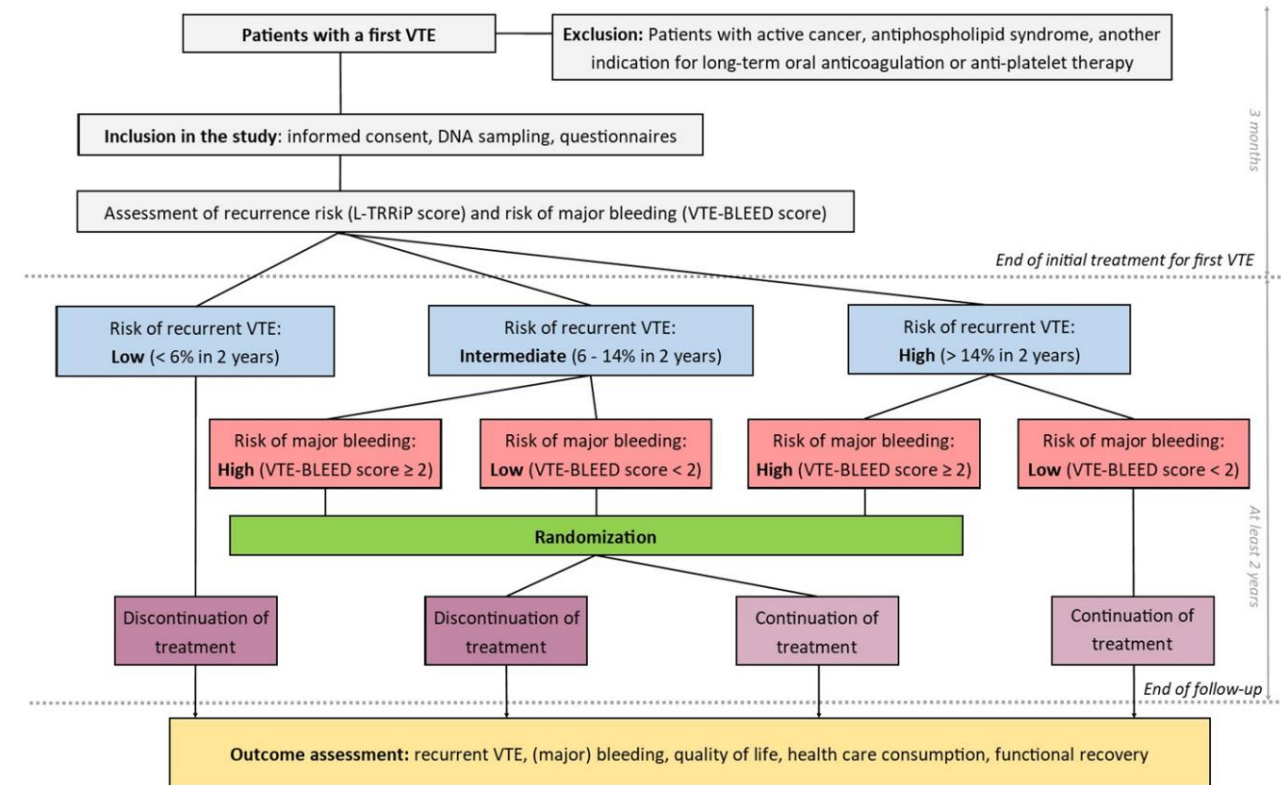 Patients with a first VTE
Exclusion: Patients with active cancer, antiphospholipid syndrome, another
indication for long-term oral anticoagulation or anti-platelet therapy
Inclusion in the study: informed consent, DNA sampling, questionnaires
3 months
Assessment of recurrence risk (L-TRRiP score) and risk of major bleeding (VTE-BLEED score)
End of initial treatment for first VTE
Risk of recurrent VTE:
Low (< 6% in 2 years)
Risk of recurrent VTE:
Intermediate (6 - 14% in 2 years)
Risk of recurrent VTE:
High (> 14% in 2 years)
Risk of major bleeding:
High (VTE-BLEED score ≥ 2)
Risk of major bleeding:
Low (VTE-BLEED score < 2)
Risk of major bleeding:
High (VTE-BLEED score ≥ 2)
Risk of major bleeding:
Low (VTE-BLEED score < 2)
Randomization
At least 2 years
Discontinuation of
treatment
Discontinuation of
treatment
Continuation of
treatment
Continuation of
treatment
End of follow-up
Outcome assessment: recurrent VTE, (major) bleeding, quality of life, health care consumption, functional recovery